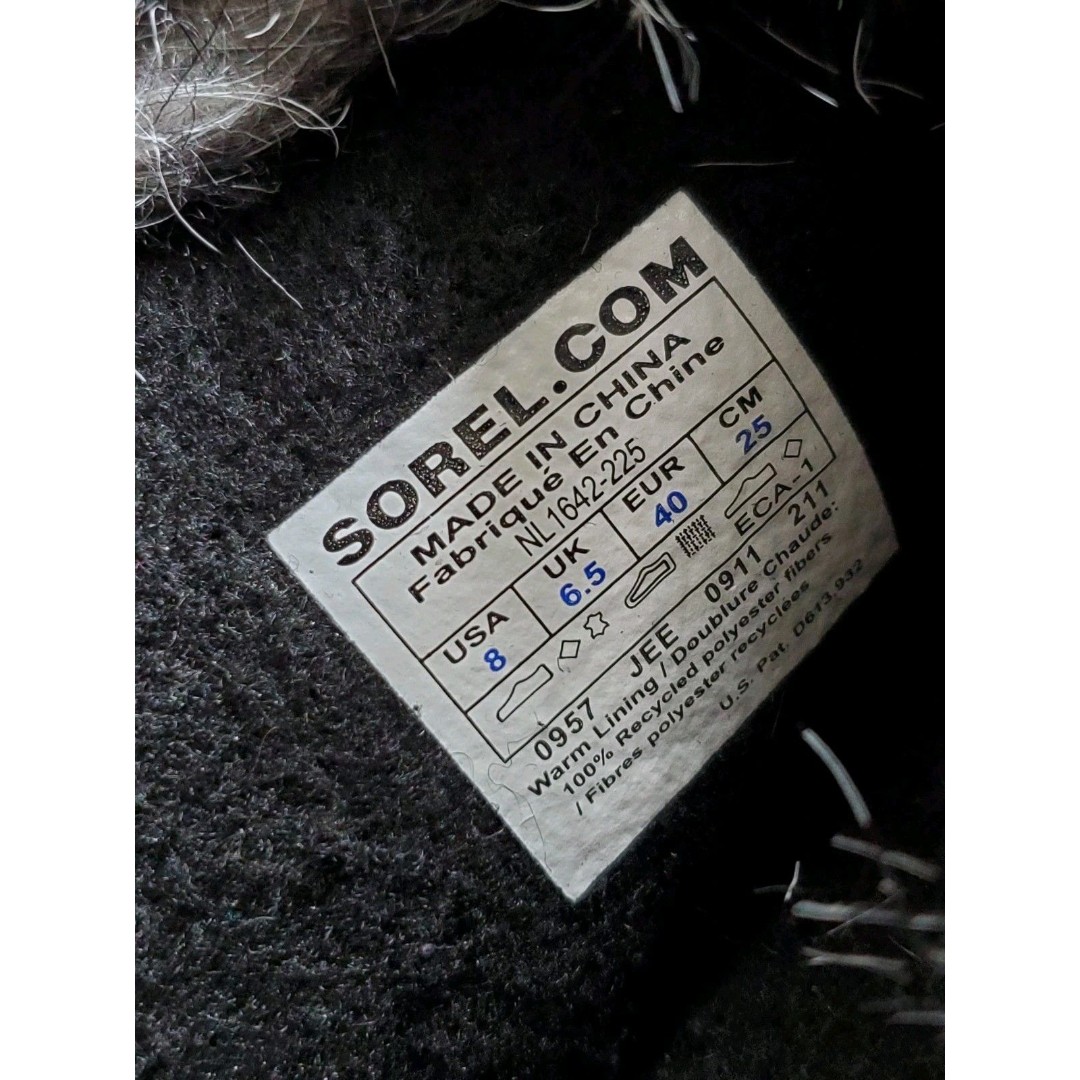 SOREL.COM
MADE IN CHINA
Fabriqué En Chine
NL1642-225
USA UK EUR CM
8 6.5 40 25
ECA-1
0957 JEE 0911 211
Warm Lining / Doublure Chaude:
100% Recycled polyester fibers
/ Fibres polyester recyclées
U.S. Pat. D613,932